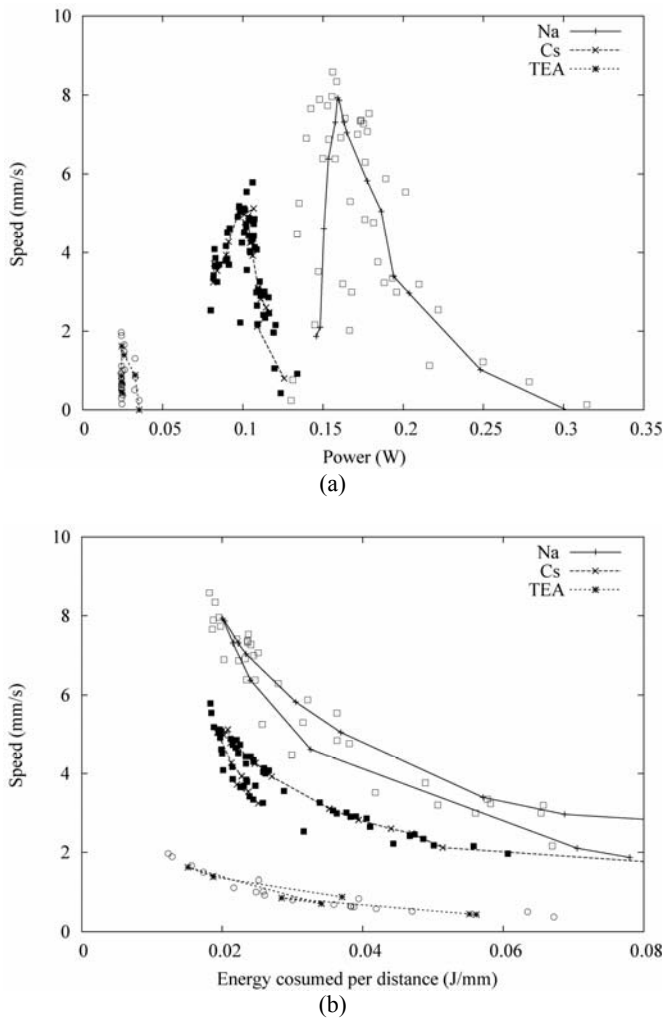 10
8
6
4
2
0
Speed (mm/s)
Na
Cs
TEA
0 0.05 0.1 0.15 0.2 0.25 0.3 0.35
Power (W)
(a)
10
8
6
4
2
0
Speed (mm/s)
Na
Cs
TEA
0 0.02 0.04 0.06 0.08
Energy cosumed per distance (J/mm)
(b)